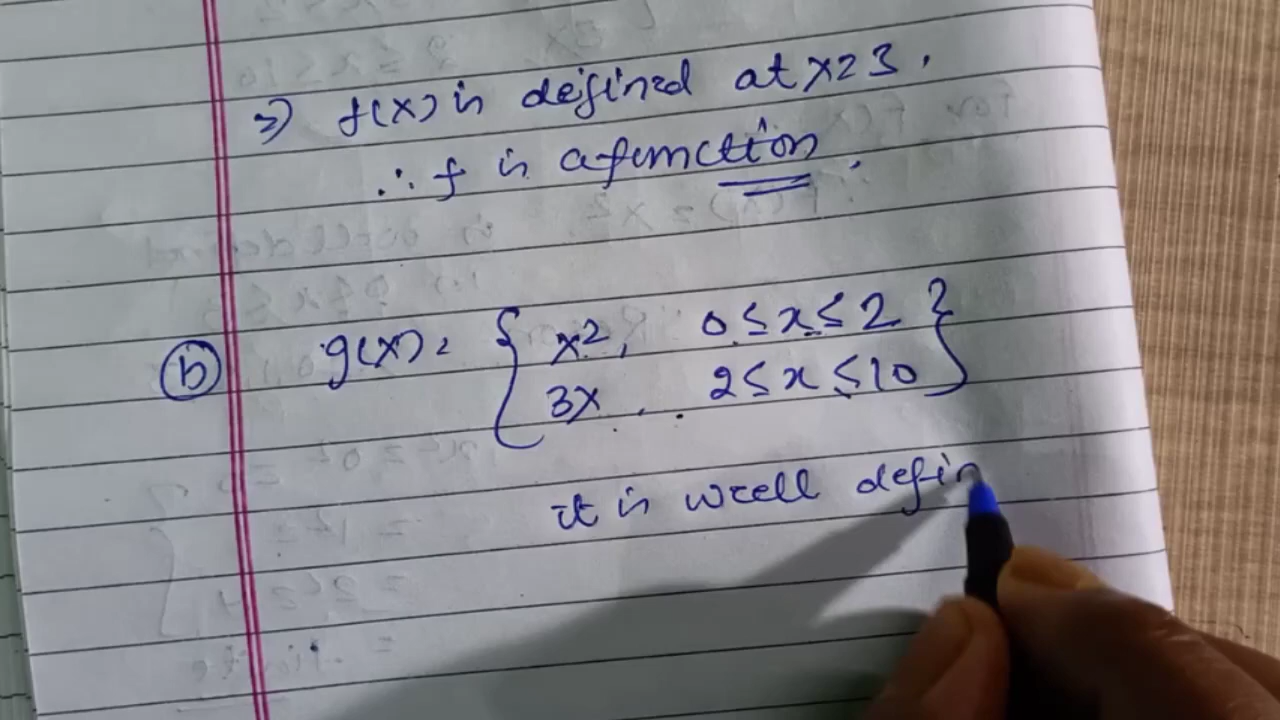 ⇒ f(x) is defined at x=3.
∴ f is a function.
(b) g(x) = { x², 0 ≤ x ≤ 2 }
3x, 2 ≤ x ≤ 10
it is well defin